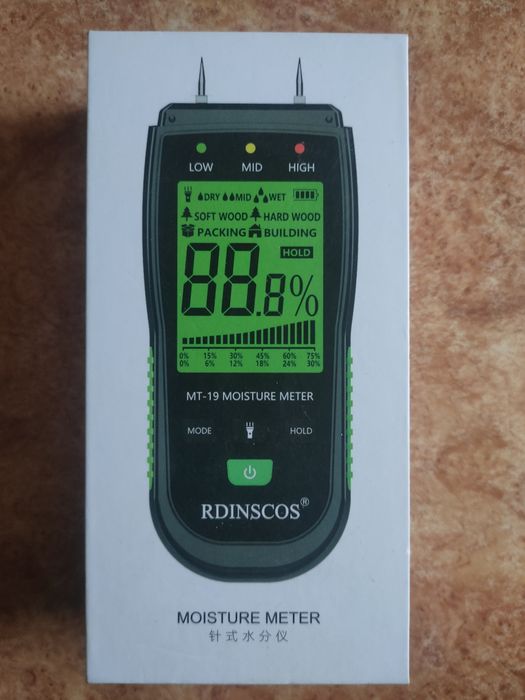 LOW MID HIGH
DRY MID WET
SOFT WOOD HARD WOOD
PACKING BUILDING
HOLD
88.8%
0% 15% 30% 45% 60% 75%
0% 6% 12% 18% 24% 30%
MT-19 MOISTURE METER
MODE HOLD
RDINSCOS®
MOISTURE METER
针式水分仪